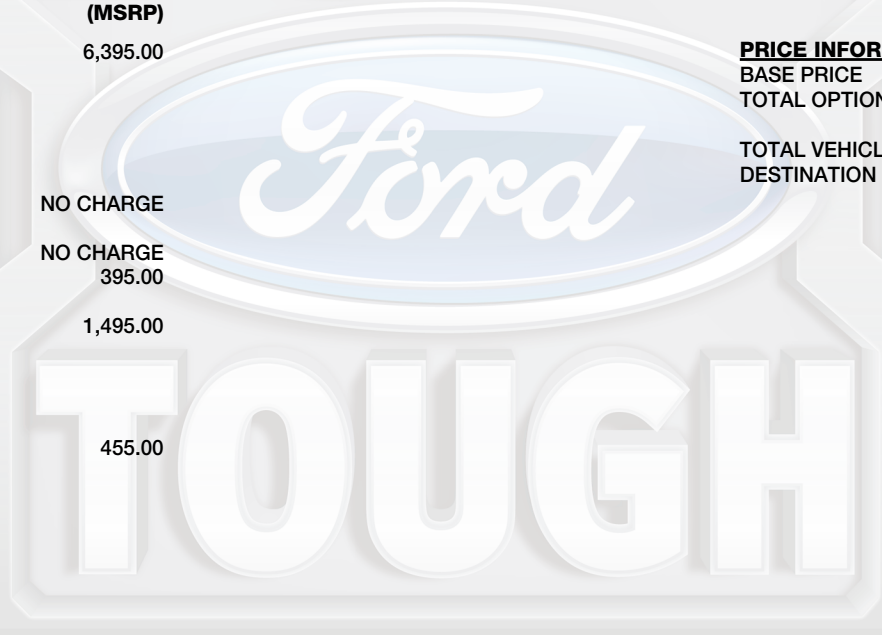 (MSRP)
6,395.00
NO CHARGE
NO CHARGE
395.00
1,495.00
455.00
PRICE INFOR
BASE PRICE
TOTAL OPTION
TOTAL VEHICL
DESTINATION
Ford
TOUGH